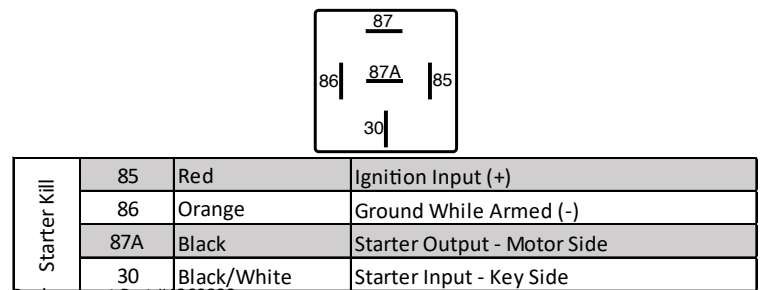 87
86 87A 85
30
Starter Kill
85 Red Ignition Input (+)
86 Orange Ground While Armed (-)
87A Black Starter Output - Motor Side
30 Black/White Starter Input - Key Side